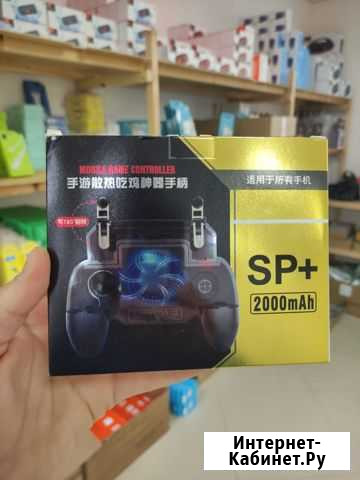 MOBILE GAME CONTROLLER
手游散热吃鸡神器手柄
适用于所有手机
SP+
2000mAh
Интернет-
Кабинет.Ру